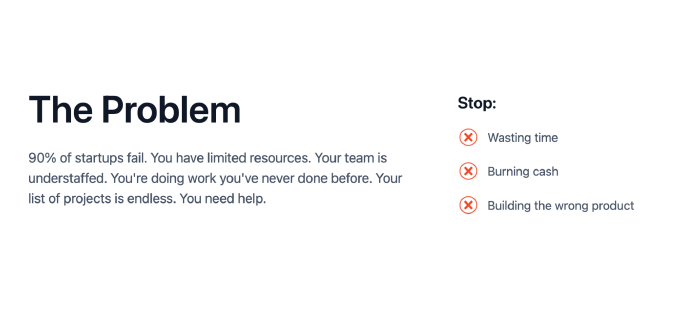 The Problem
90% of startups fail. You have limited resources. Your team is
understaffed. You're doing work you've never done before. Your
list of projects is endless. You need help.
Stop:
Wasting time
Burning cash
Building the wrong product